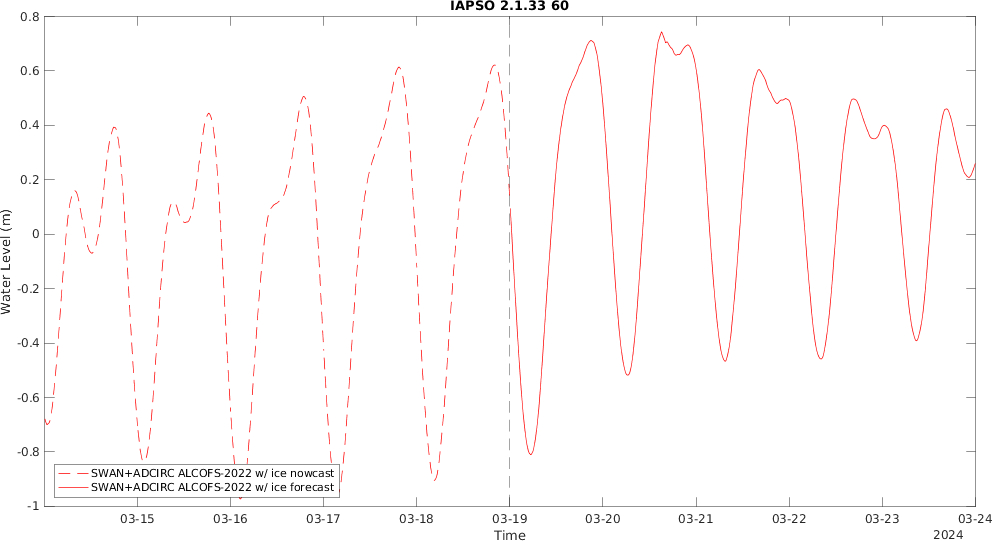 IAPSO 2.1.33 60
0.8
0.6
0.4
0.2
0
-0.2
-0.4
-0.6
-0.8
-1
Water Level (m)
SWAN+ADCIRC ALCOFS-2022 w/ ice nowcast
SWAN+ADCIRC ALCOFS-2022 w/ ice forecast
03-15 03-16 03-17 03-18 03-19 03-20 03-21 03-22 03-23 03-24
Time
2024